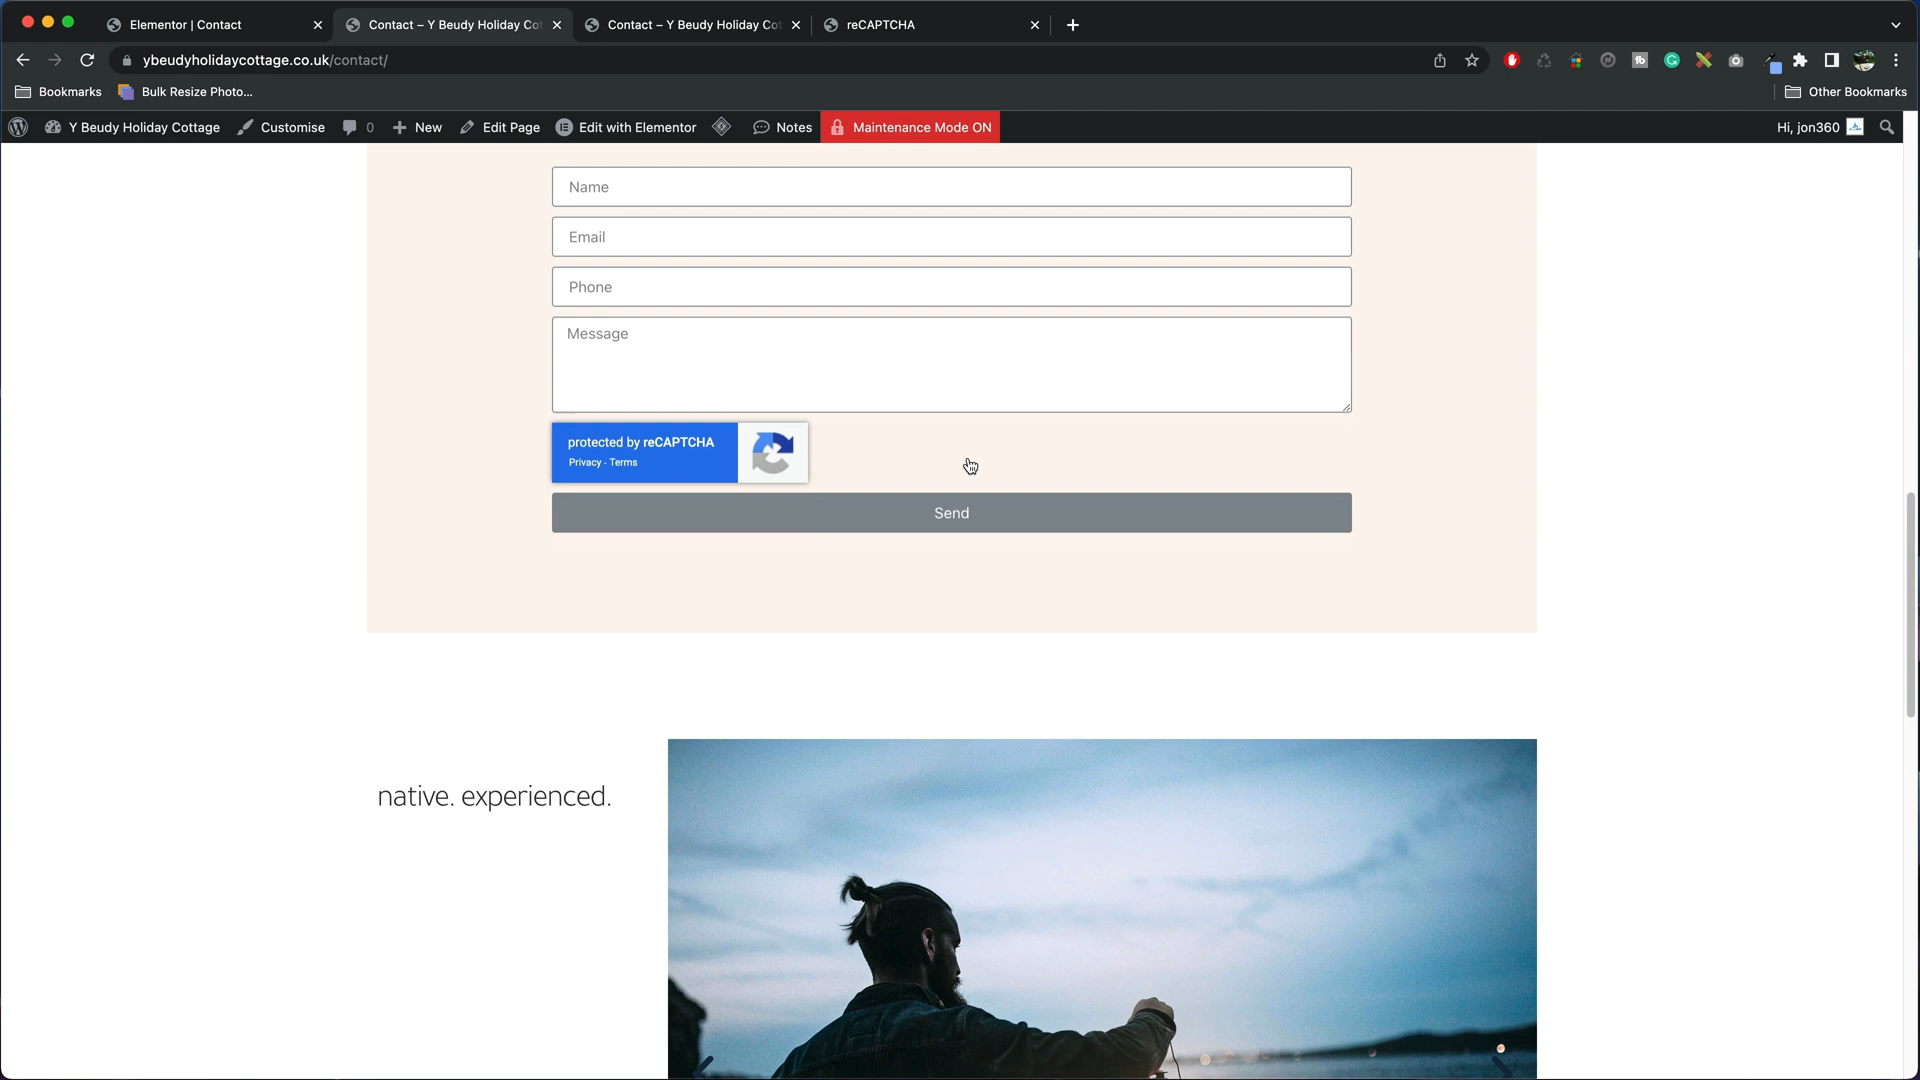 Elementor | Contact
Contact – Y Beudy Holiday Cot
Contact – Y Beudy Holiday Cot
reCAPTCHA
ybeudyholidaycottage.co.uk/contact/
Bookmarks
Bulk Resize Photo...
Other Bookmarks
Y Beudy Holiday Cottage
Customise
0
New
Edit Page
Edit with Elementor
Notes
Maintenance Mode ON
Hi, jon360
Name
Email
Phone
Message
protected by reCAPTCHA
Privacy - Terms
Send
native. experienced.